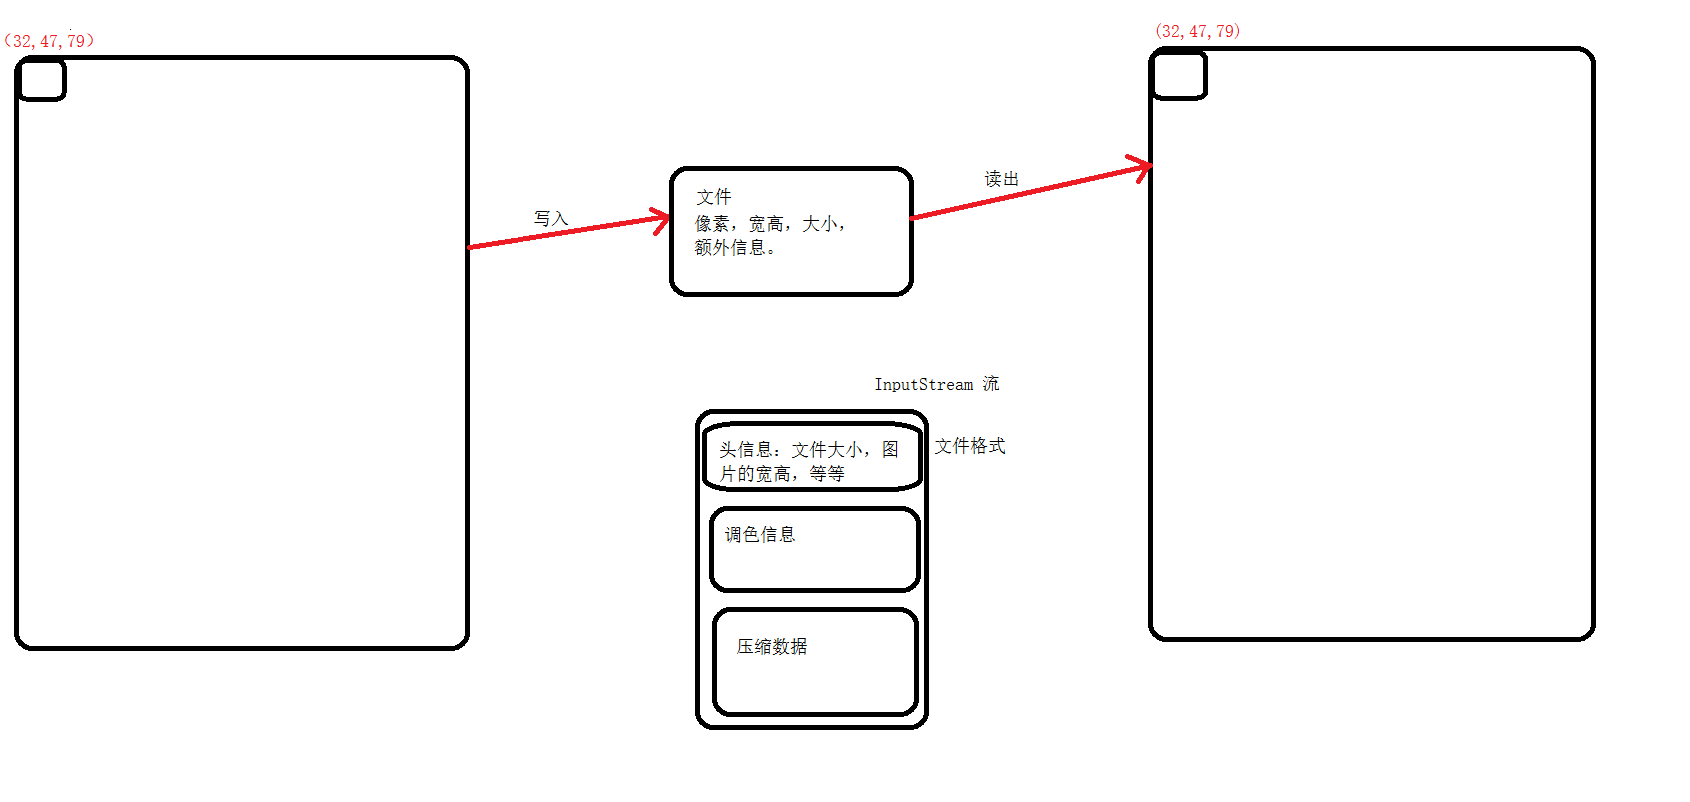 （32,47,79）
(32,47,79)
写入
文件
像素，宽高，大小，
额外信息。
读出
InputStream 流
头信息：文件大小，图
片的宽高，等等
文件格式
调色信息
压缩数据